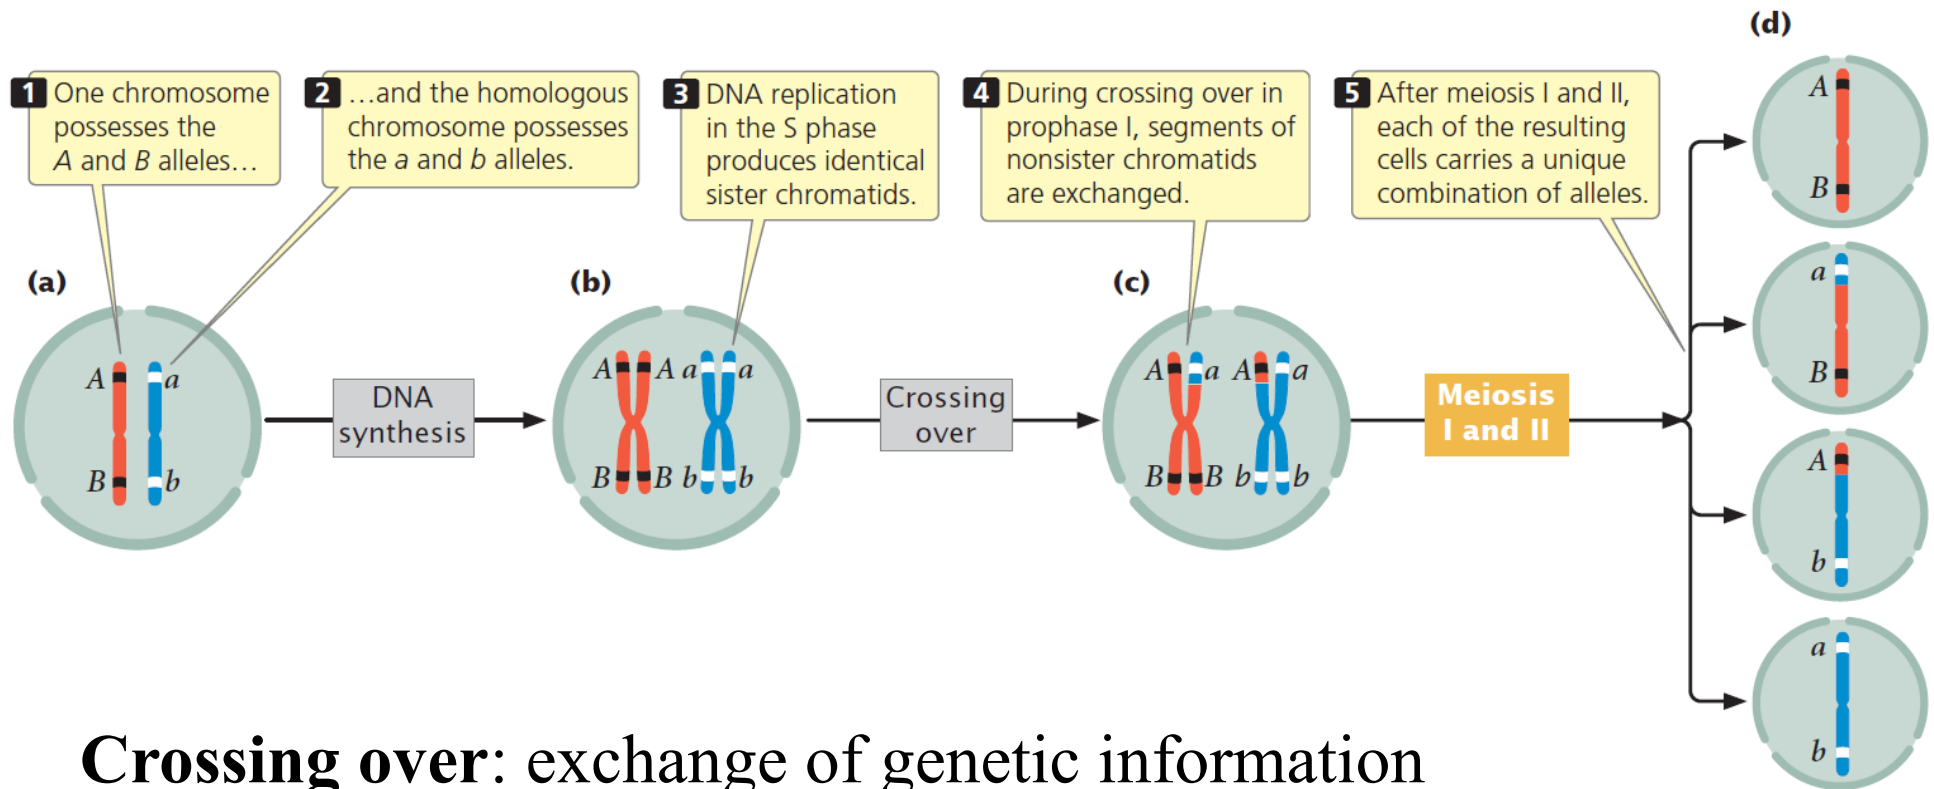 (d)
1 One chromosome
possesses the
A and B alleles…
2 …and the homologous
chromosome possesses
the a and b alleles.
3 DNA replication
in the S phase
produces identical
sister chromatids.
4 During crossing over in
prophase I, segments of
nonsister chromatids
are exchanged.
5 After meiosis I and II,
each of the resulting
cells carries a unique
combination of alleles.
(a)
A a
B b
DNA
synthesis
(b)
A A a a
B B b b
Crossing
over
(c)
A a A a
B B b b
Meiosis
I and II
A
B
a
B
A
b
a
b
Crossing over: exchange of genetic information